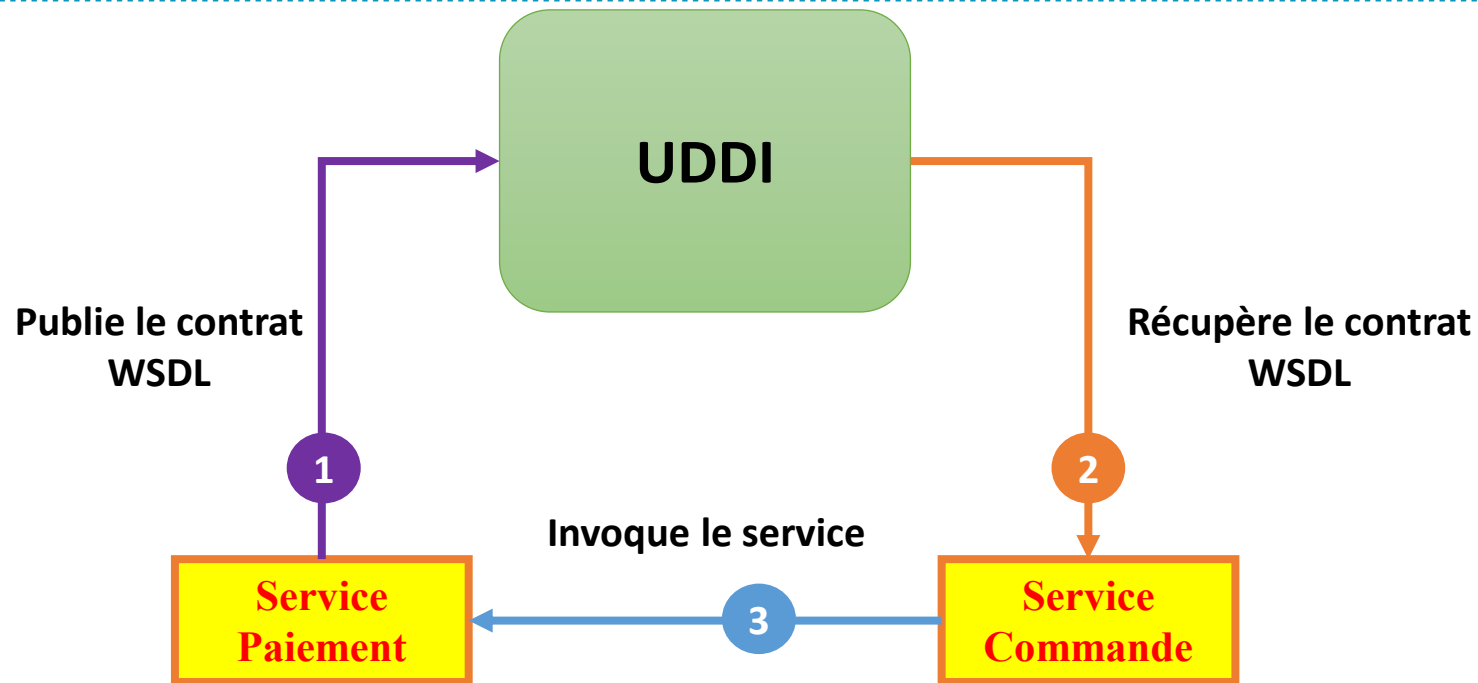 UDDI
Publie le contrat
WSDL
Récupère le contrat
WSDL
1
2
Invoque le service
Service
Paiement
3
Service
Commande